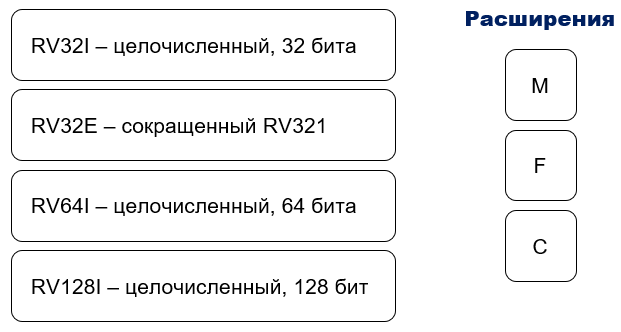 RV32I – целочисленный, 32 бита
RV32E – сокращенный RV321
RV64I – целочисленный, 64 бита
RV128I – целочисленный, 128 бит
Расширения
M
F
C